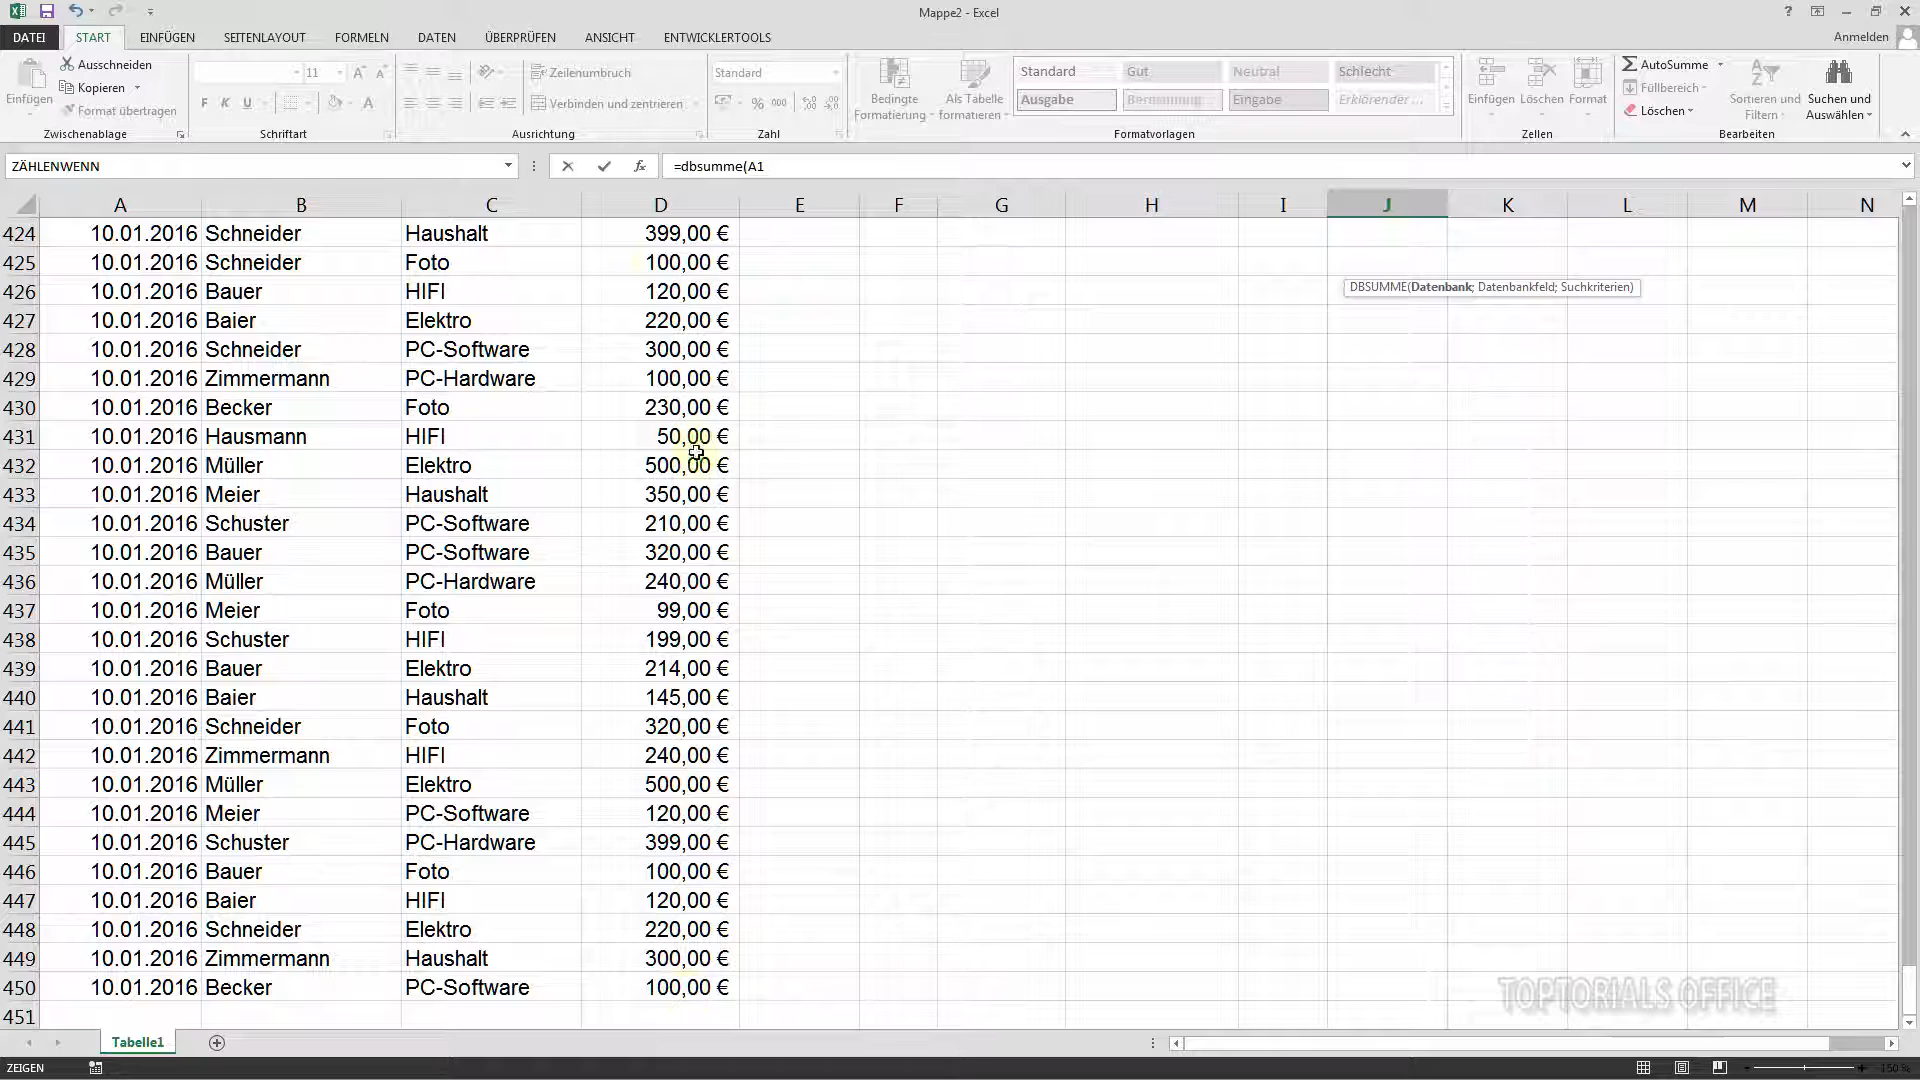 Mappe2 - Excel
?
DATEI START EINFÜGEN SEITENLAYOUT FORMELN DATEN ÜBERPRÜFEN ANSICHT ENTWICKLERTOOLS Anmelden
Einfügen
Ausschneiden
Kopieren
Format übertragen
Zwischenablage
11
F K U
Schriftart
Zeilenumbruch
Verbinden und zentrieren
Ausrichtung
Standard
% 000
Zahl
Bedingte Formatierung
Als Tabelle formatieren
Standard Gut Neutral Schlecht
Ausgabe Berechnung Eingabe Erklärender ...
Formatvorlagen
Einfügen Löschen Format
Zellen
AutoSumme
Füllbereich
Löschen
Sortieren und Filtern
Suchen und Auswählen
Bearbeiten
ZÄHLENWENN fx =dbsumme(A1
A B C D E F G H I J K L M N
424 10.01.2016 Schneider Haushalt 399,00 €
425 10.01.2016 Schneider Foto 100,00 €
DBSUMME(Datenbank; Datenbankfeld; Suchkriterien)
426 10.01.2016 Bauer HIFI 120,00 €
427 10.01.2016 Baier Elektro 220,00 €
428 10.01.2016 Schneider PC-Software 300,00 €
429 10.01.2016 Zimmermann PC-Hardware 100,00 €
430 10.01.2016 Becker Foto 230,00 €
431 10.01.2016 Hausmann HIFI 50,00 €
432 10.01.2016 Müller Elektro 500,00 €
433 10.01.2016 Meier Haushalt 350,00 €
434 10.01.2016 Schuster PC-Software 210,00 €
435 10.01.2016 Bauer PC-Software 320,00 €
436 10.01.2016 Müller PC-Hardware 240,00 €
437 10.01.2016 Meier Foto 99,00 €
438 10.01.2016 Schuster HIFI 199,00 €
439 10.01.2016 Bauer Elektro 214,00 €
440 10.01.2016 Baier Haushalt 145,00 €
441 10.01.2016 Schneider Foto 320,00 €
442 10.01.2016 Zimmermann HIFI 240,00 €
443 10.01.2016 Müller Elektro 500,00 €
444 10.01.2016 Meier PC-Software 120,00 €
445 10.01.2016 Schuster PC-Hardware 399,00 €
446 10.01.2016 Bauer Foto 100,00 €
447 10.01.2016 Baier HIFI 120,00 €
448 10.01.2016 Schneider Elektro 220,00 €
449 10.01.2016 Zimmermann Haushalt 300,00 €
450 10.01.2016 Becker PC-Software 100,00 €
451
TOPTORIALS OFFICE
Tabelle1
ZEIGEN 150 %